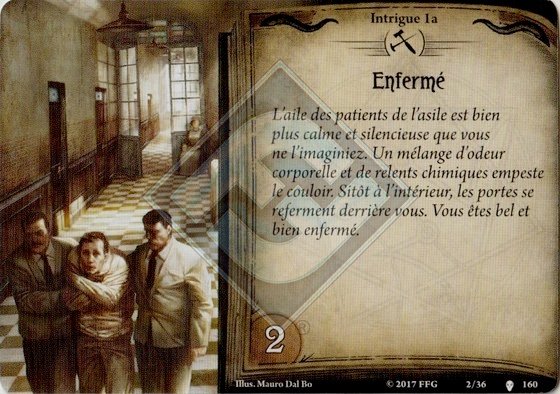 Intrigue 1a
Enfermé
L'aile des patients de l'asile est bien
plus calme et silencieuse que vous
ne l'imaginiez. Un mélange d'odeur
corporelle et de relents chimiques empeste
le couloir. Sitôt à l'intérieur, les portes se
referment derrière vous. Vous êtes bel et
bien enfermé.
2
Illus. Mauro Dal Bo © 2017 FFG 2/36 160